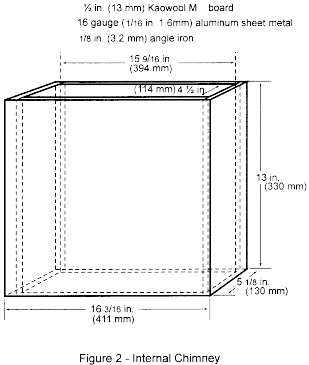 ½ in. (13 mm) Kaowool M board
16 gauge (1/16 in. 1.6mm) aluminum sheet metal
1/8 in. (3.2 mm) angle iron
15 9/16 in.
(394 mm)
(114 mm) 4 ½ in.
13 in.
(330 mm)
5 1/8 in.
(130 mm)
16 3/16 in.
(411 mm)
Figure 2 - Internal Chimney